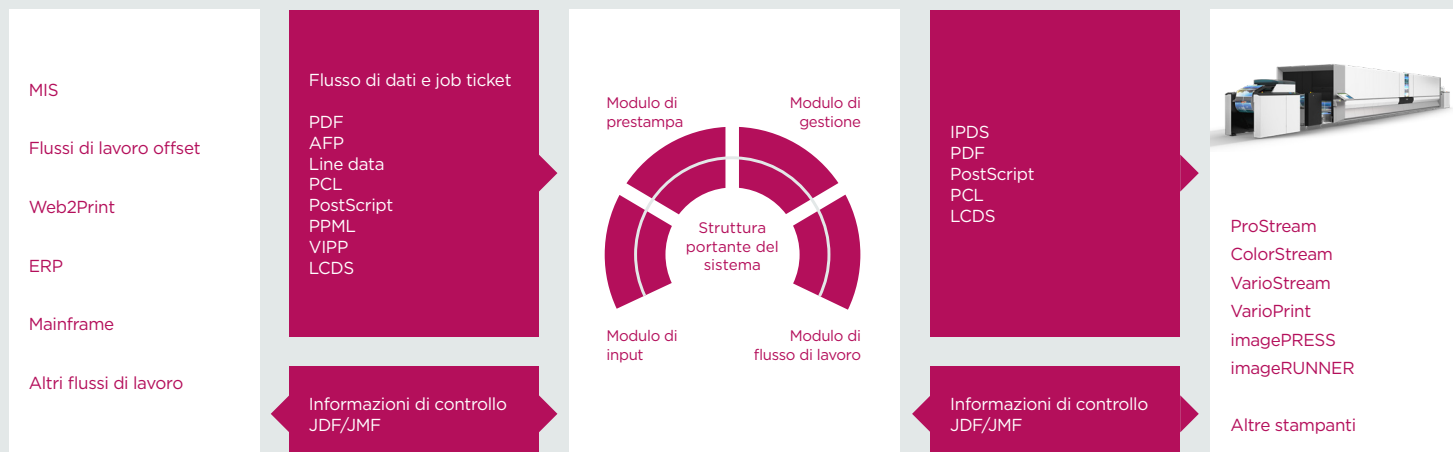 MIS
Flussi di lavoro offset
Web2Print
ERP
Mainframe
Altri flussi di lavoro
Flusso di dati e job ticket
PDF
AFP
Line data
PCL
PostScript
PPML
VIPP
LCDS
Informazioni di controllo
JDF/JMF
Modulo di
prestampa
Modulo di
gestione
Struttura
portante del
sistema
Modulo di
input
Modulo di
flusso di lavoro
IPDS
PDF
PostScript
PCL
LCDS
Informazioni di controllo
JDF/JMF
ProStream
ColorStream
VarioStream
VarioPrint
imagePRESS
imageRUNNER
Altre stampanti